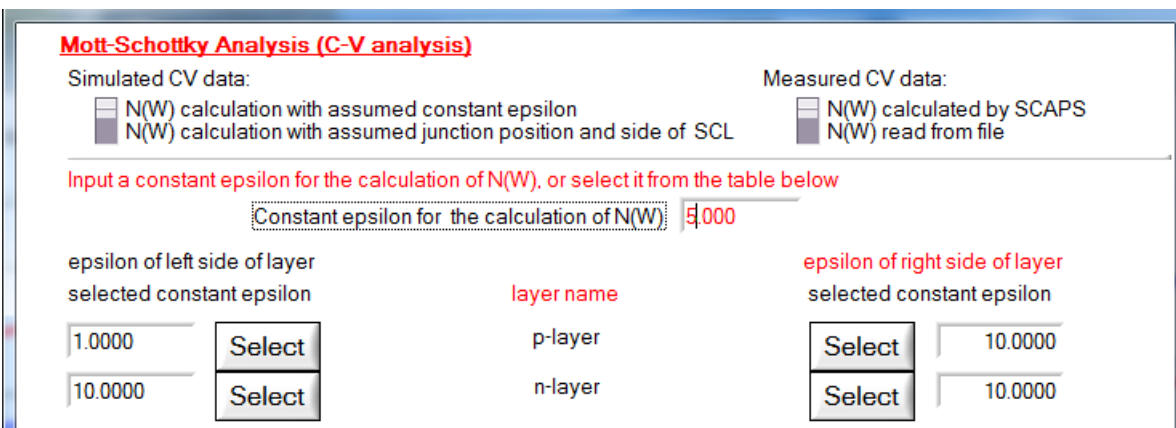 Mott-Schottky Analysis (C-V analysis)
Simulated CV data: Measured CV data:
N(W) calculation with assumed constant epsilon N(W) calculated by SCAPS
N(W) calculation with assumed junction position and side of SCL N(W) read from file
Input a constant epsilon for the calculation of N(W), or select it from the table below
Constant epsilon for the calculation of N(W) 5.000
epsilon of left side of layer epsilon of right side of layer
selected constant epsilon layer name selected constant epsilon
1.0000 Select p-layer Select 10.0000
10.0000 Select n-layer Select 10.0000